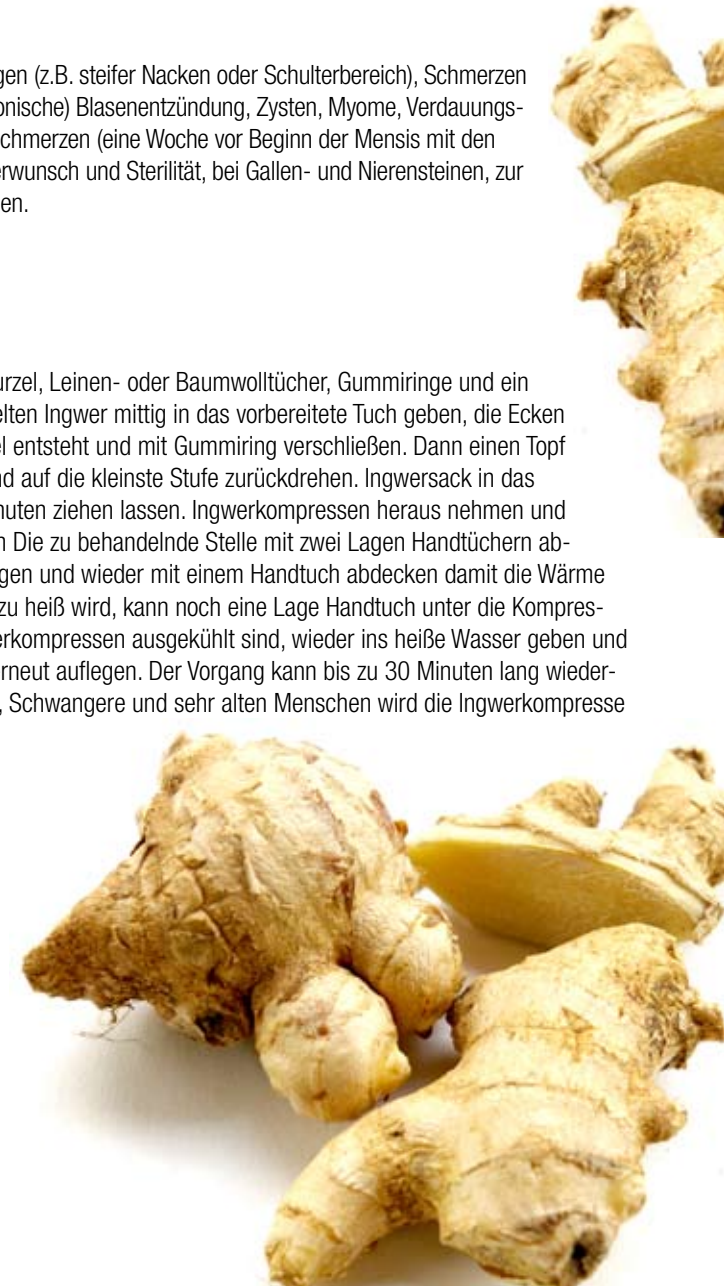 gen (z.B. steifer Nacken oder Schulterbereich), Schmerzen
onische) Blasenentzündung, Zysten, Myome, Verdauungs-
chmerzen (eine Woche vor Beginn der Mensis mit den
erwunsch und Sterilität, bei Gallen- und Nierensteinen, zur
en.
urzel, Leinen- oder Baumwolltücher, Gummiringe und ein
elten Ingwer mittig in das vorbereitete Tuch geben, die Ecken
el entsteht und mit Gummiring verschließen. Dann einen Topf
nd auf die kleinste Stufe zurückdrehen. Ingwersack in das
nuten ziehen lassen. Ingwerkompressen heraus nehmen und
n Die zu behandelnde Stelle mit zwei Lagen Handtüchern ab-
gen und wieder mit einem Handtuch abdecken damit die Wärme
zu heiß wird, kann noch eine Lage Handtuch unter die Kompres-
erkompressen ausgekühlt sind, wieder ins heiße Wasser geben und
erneut auflegen. Der Vorgang kann bis zu 30 Minuten lang wieder-
, Schwangere und sehr alten Menschen wird die Ingwerkompresse